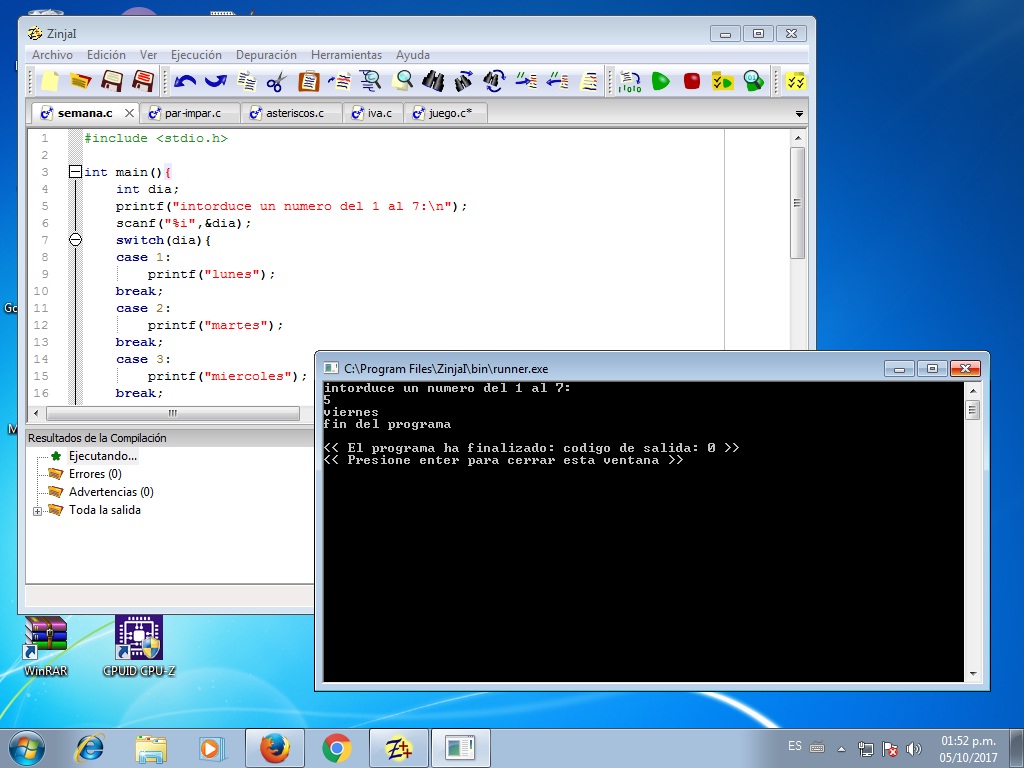 ZinjaI
Archivo Edición Ver Ejecución Depuración Herramientas Ayuda
semana.c par-impar.c asteriscos.c iva.c juego.c*
1 #include <stdio.h>
2
3 int main(){
4 int dia;
5 printf("intorduce un numero del 1 al 7:\n");
6 scanf("%i",&dia);
7 switch(dia){
8 case 1:
9 printf("lunes");
10 break;
11 case 2:
12 printf("martes");
13 break;
14 case 3:
15 printf("miercoles");
16 break;
Resultados de la Compilación
Ejecutando...
Errores (0)
Advertencias (0)
Toda la salida
C:\Program Files\ZinjaI\bin\runner.exe
intorduce un numero del 1 al 7:
5
viernes
fin del programa
<< El programa ha finalizado: codigo de salida: 0 >>
<< Presione enter para cerrar esta ventana >>
WinRAR
CPUID CPU-Z
ES
01:52 p.m.
05/10/2017